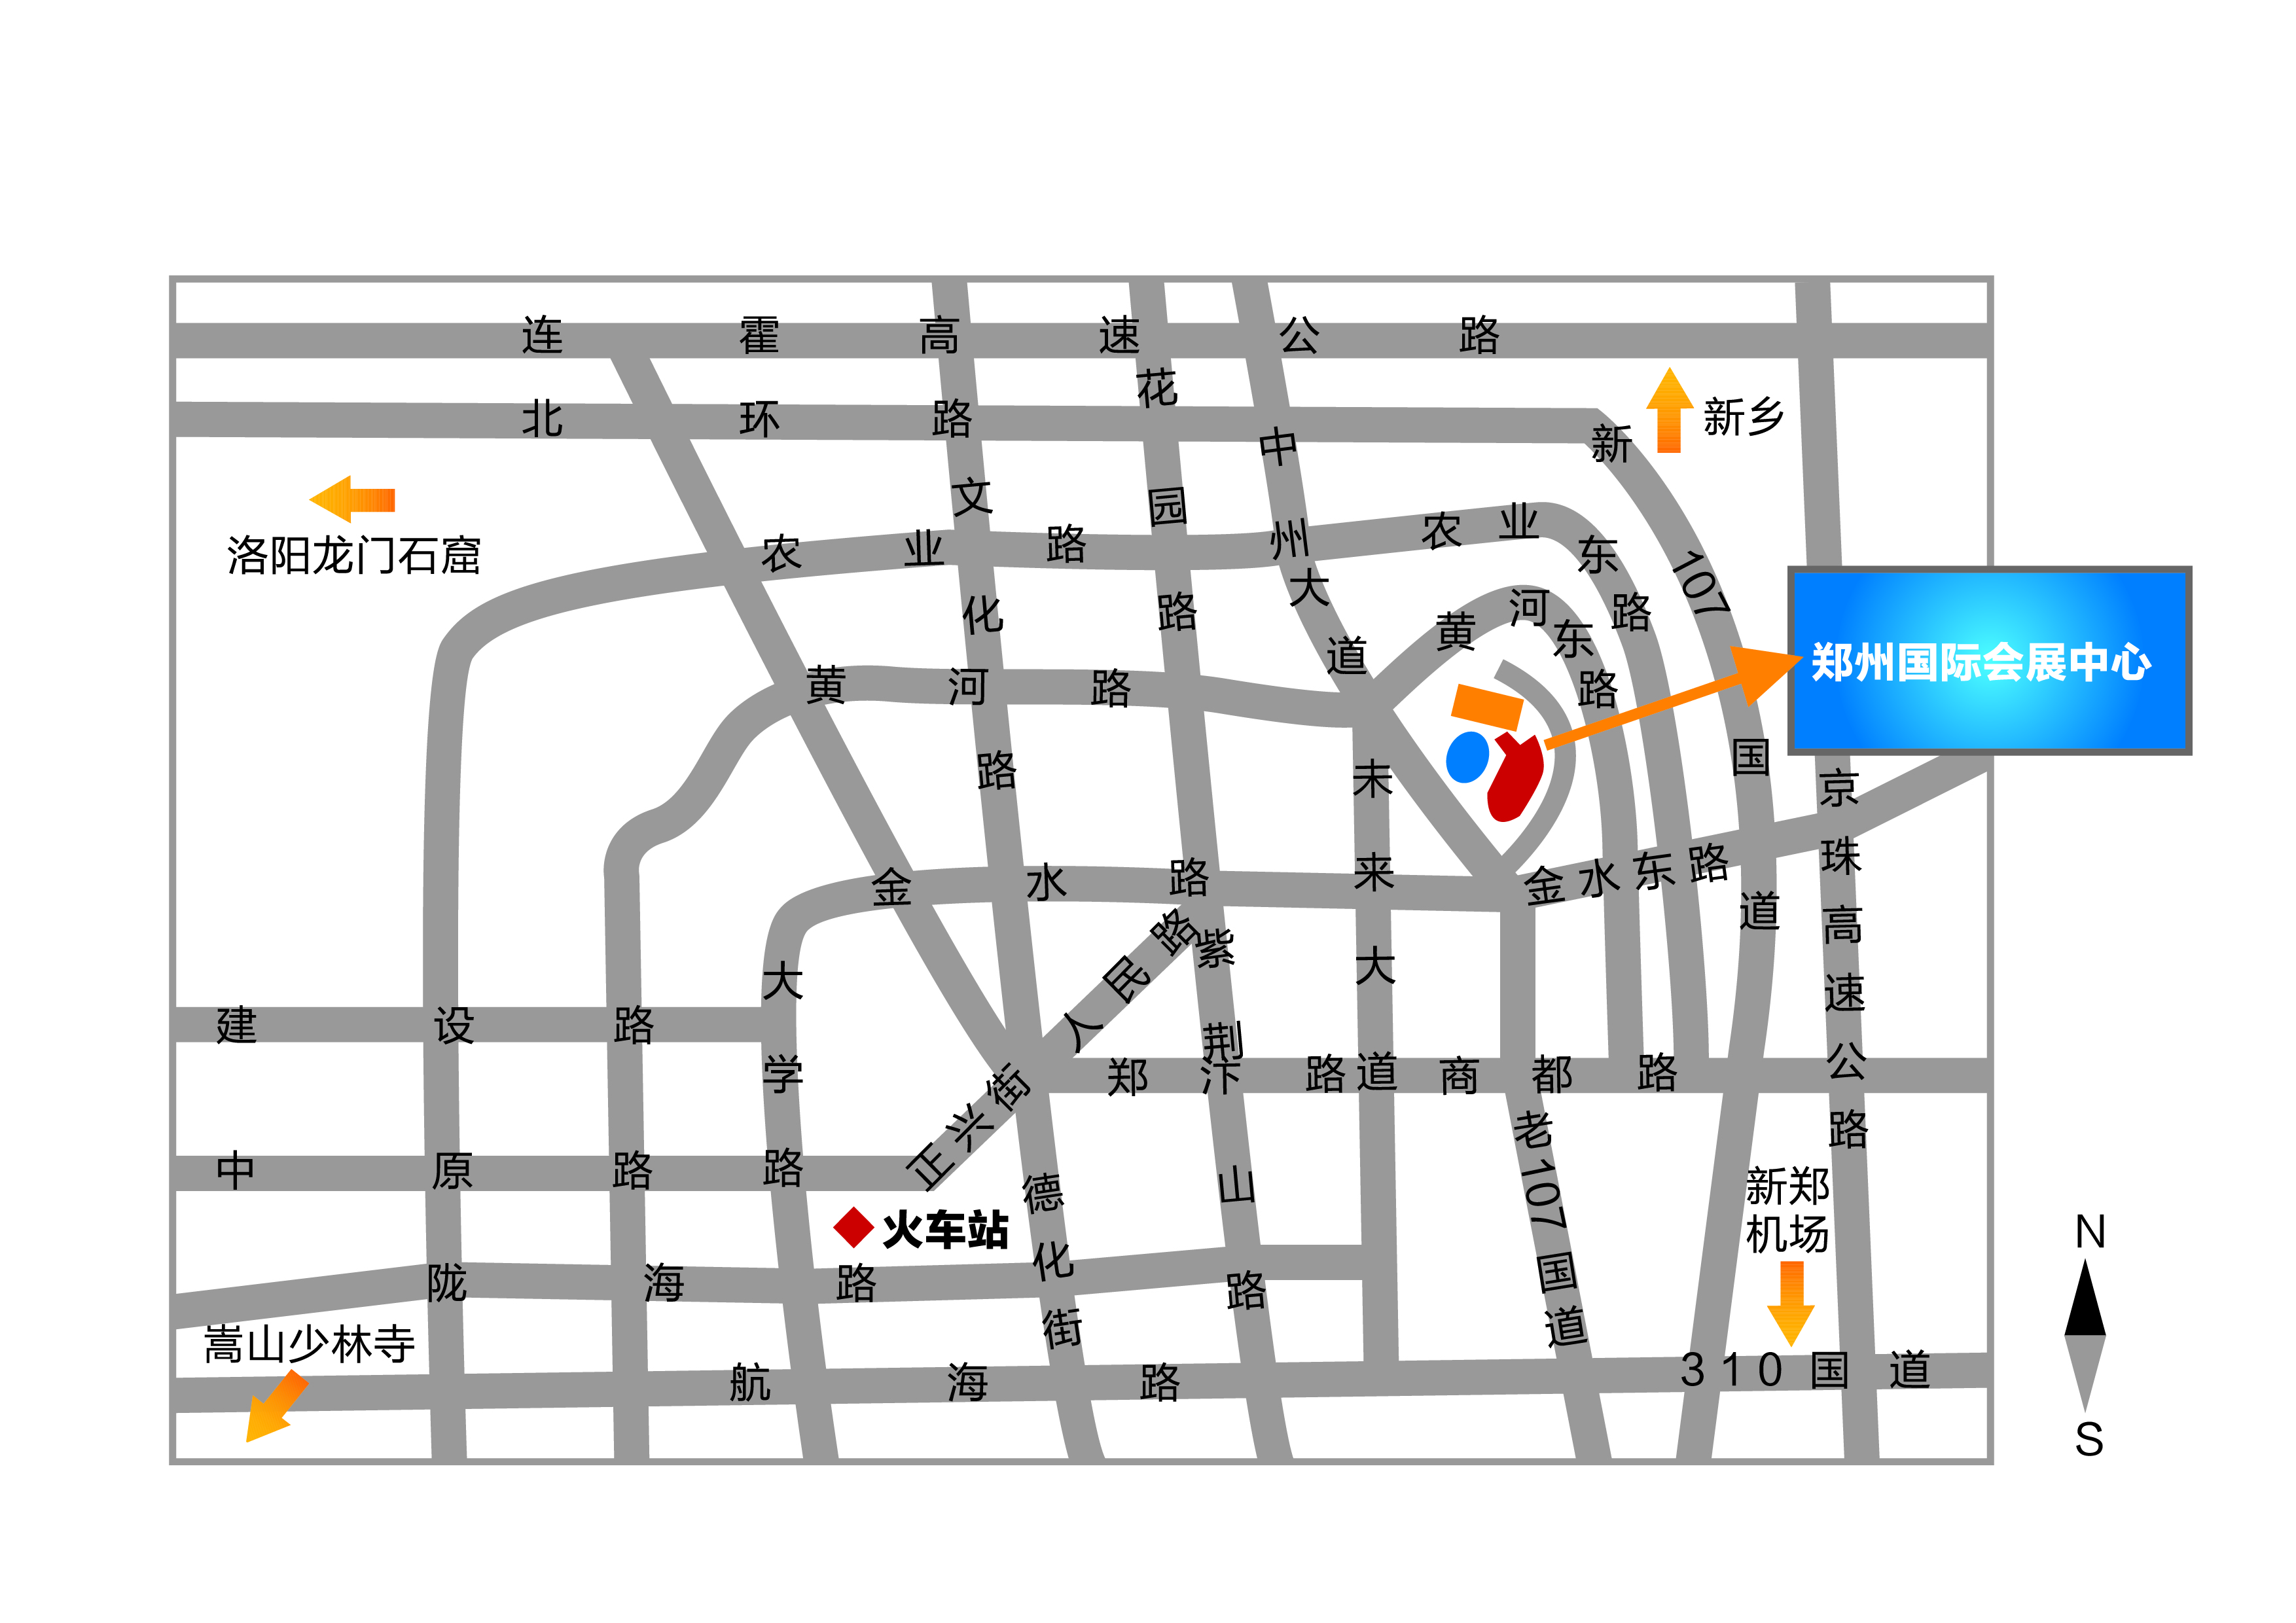 连霍高速公路
北环路
新107国道
新乡
花园路
中州大道
文化路
洛阳龙门石窟
农业路
农业东路
黄河东路
黄河路
郑州国际会展中心
未来大道
京珠高速公路
金水路
金水东路
人民路
紫荆山路
大学路
建设路
郑汴路
商都路
正兴街
中原路
老107国道
新郑
机场
德化街
火车站
陇海路
嵩山少林寺
航海路
310国道
N
S